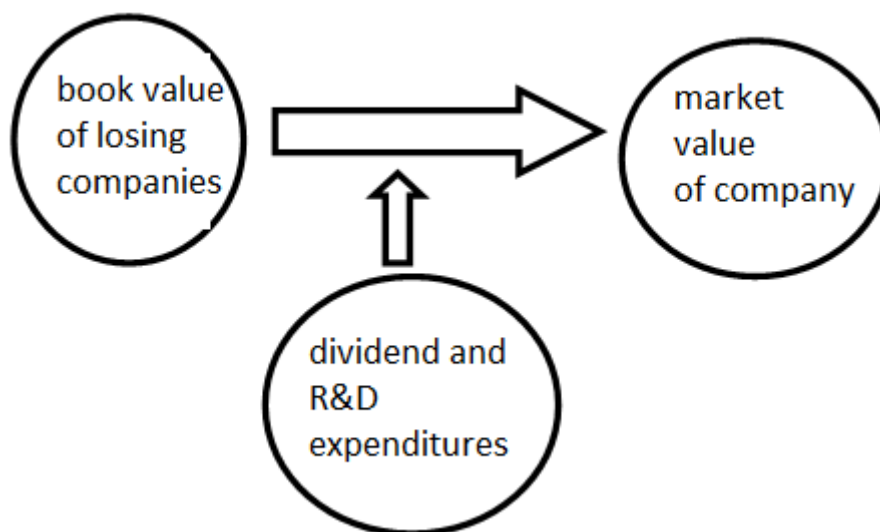 book value
of losing
companies
market
value
of company
dividend and
R&D
expenditures